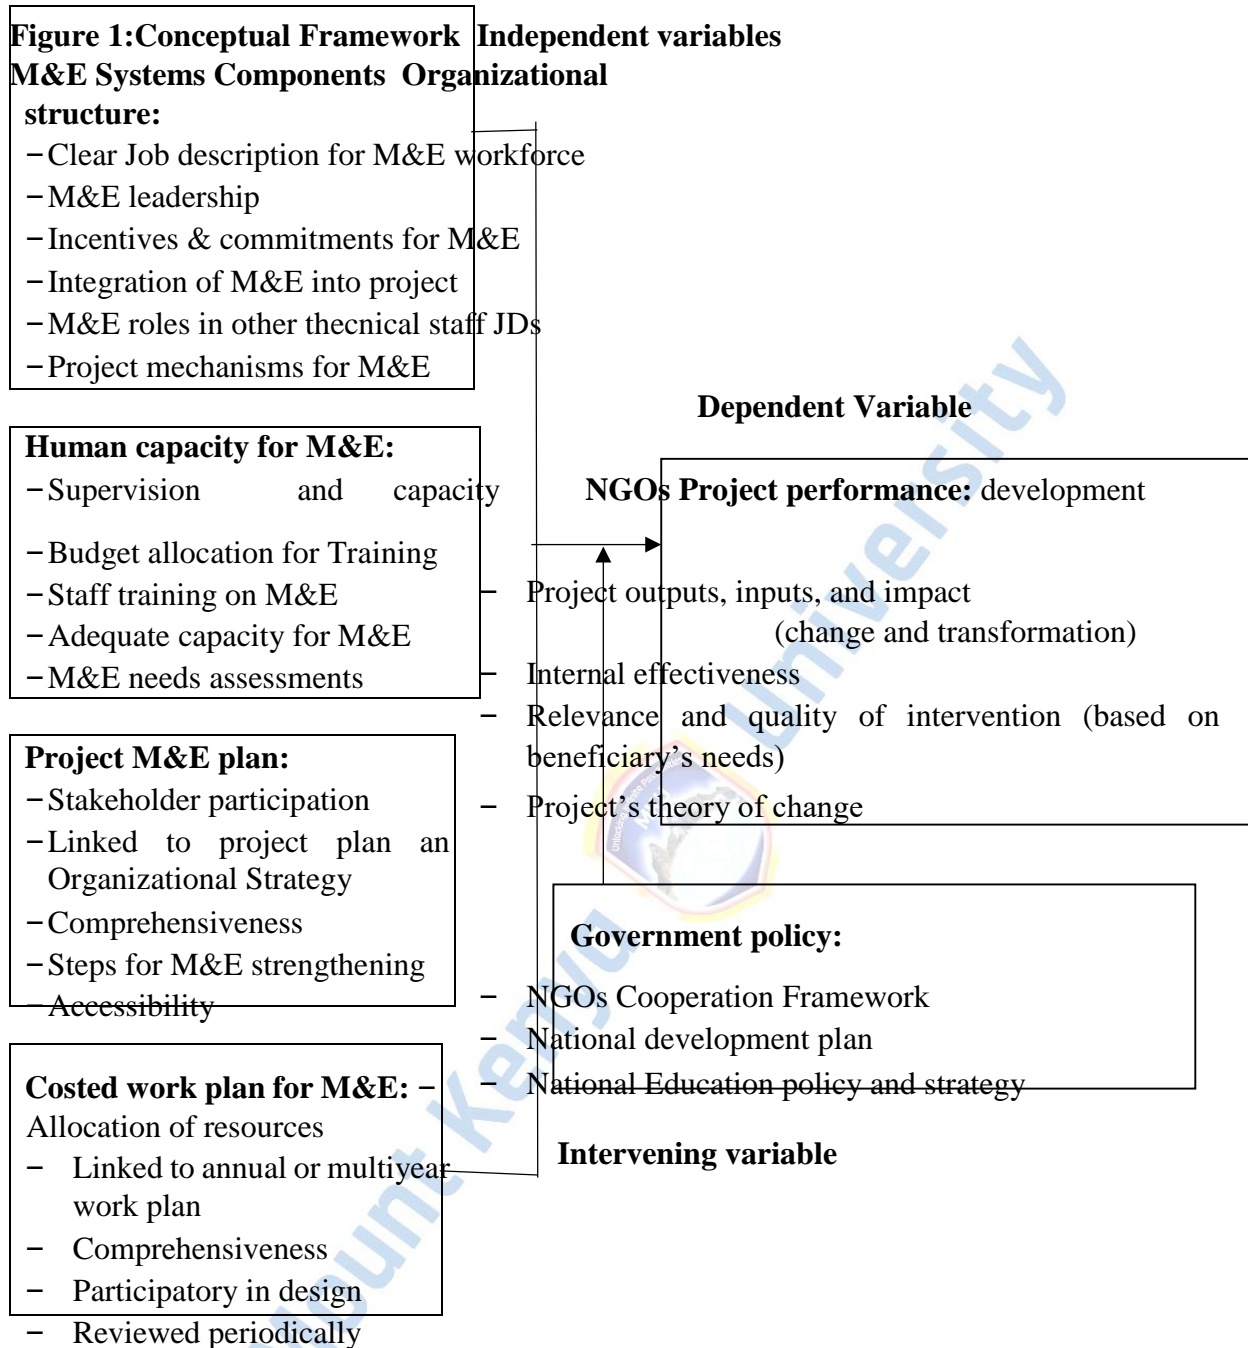 Figure 1:Conceptual Framework Independent variables
M&E Systems Components Organizational
structure:
−Clear Job description for M&E workforce
−M&E leadership
−Incentives & commitments for M&E
−Integration of M&E into project
−M&E roles in other thecnical staff JDs
−Project mechanisms for M&E
Human capacity for M&E:
−Supervision and capacity
−Budget allocation for Training
−Staff training on M&E
−Adequate capacity for M&E
−M&E needs assessments
Project M&E plan:
−Stakeholder participation
−Linked to project plan an
Organizational Strategy
−Comprehensiveness
−Steps for M&E strengthening
−Accessibility
Costed work plan for M&E: −
Allocation of resources
− Linked to annual or multiyear
work plan
− Comprehensiveness
− Participatory in design
− Reviewed periodically
Dependent Variable
NGOs Project performance: development
− Project outputs, inputs, and impact
(change and transformation)
− Internal effectiveness
− Relevance and quality of intervention (based on
beneficiary’s needs)
− Project’s theory of change
Government policy:
− NGOs Cooperation Framework
− National development plan
− National Education policy and strategy
Intervening variable
Mount Kenya University